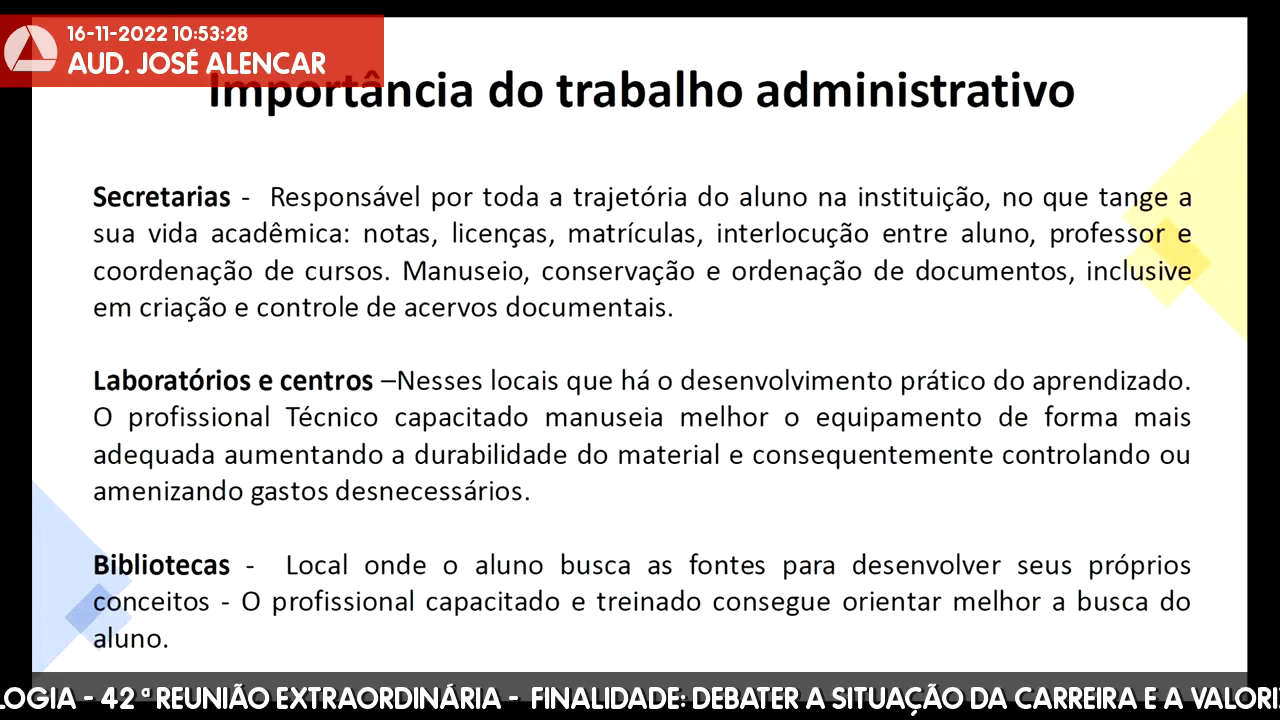 16-11-2022 10:53:28
AUD. JOSÉ ALENCAR
Importância do trabalho administrativo
Secretarias - Responsável por toda a trajetória do aluno na instituição, no que tange a
sua vida acadêmica: notas, licenças, matrículas, interlocução entre aluno, professor e
coordenação de cursos. Manuseio, conservação e ordenação de documentos, inclusive
em criação e controle de acervos documentais.
Laboratórios e centros –Nesses locais que há o desenvolvimento prático do aprendizado.
O profissional Técnico capacitado manuseia melhor o equipamento de forma mais
adequada aumentando a durabilidade do material e consequentemente controlando ou
amenizando gastos desnecessários.
Bibliotecas - Local onde o aluno busca as fontes para desenvolver seus próprios
conceitos - O profissional capacitado e treinado consegue orientar melhor a busca do
aluno.
LOGIA - 42ª REUNIÃO EXTRAORDINÁRIA - FINALIDADE: DEBATER A SITUAÇÃO DA CARREIRA E A VALORI